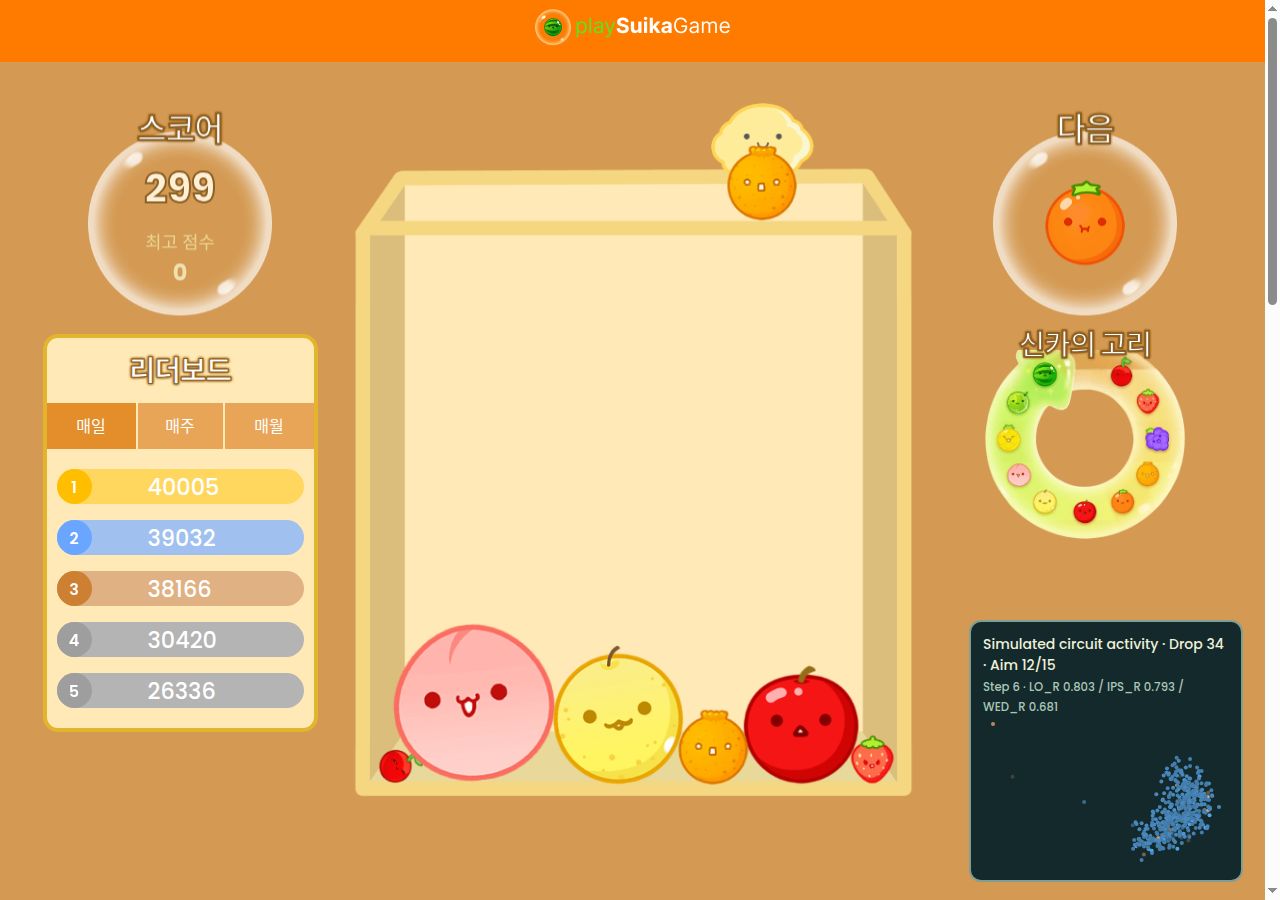 playSuikaGame
스코어
299
최고 점수
0
리더보드
매일 매주 매월
1 40005
2 39032
3 38166
4 30420
5 26336
다음
신카의 고리
Simulated circuit activity · Drop 34
· Aim 12/15
Step 6 · LO_R 0.803 / IPS_R 0.793 /
WED_R 0.681